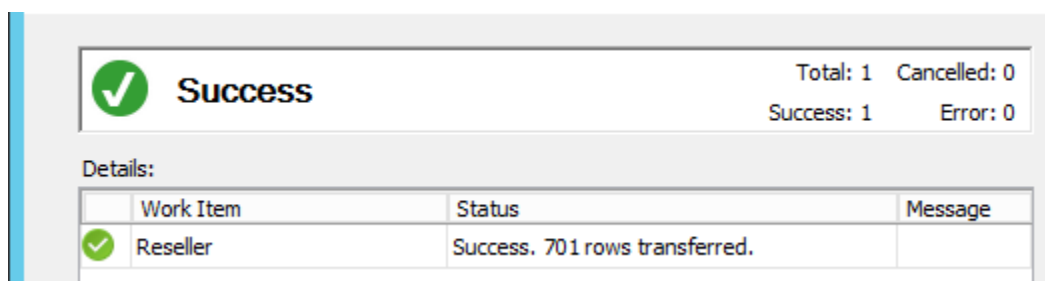 Success
Total: 1 Cancelled: 0
Success: 1 Error: 0
Details:
Work Item Status Message
Reseller Success. 701 rows transferred.